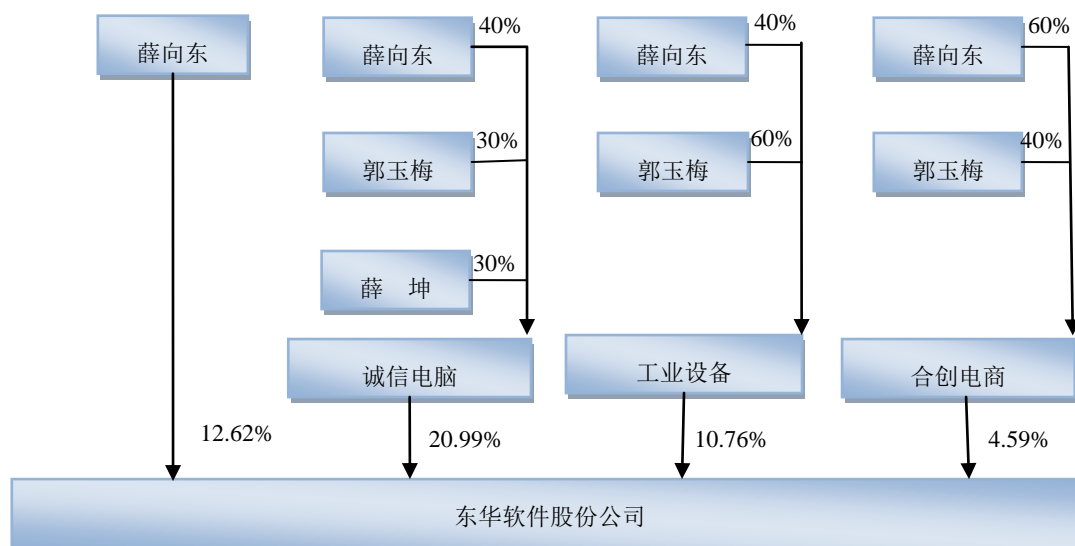 40% 40% 60%
薛向东 薛向东 薛向东 薛向东
30% 60% 40%
郭玉梅 郭玉梅 郭玉梅
30%
薛 坤
诚信电脑 工业设备 合创电商
12.62% 20.99% 10.76% 4.59%
东华软件股份公司